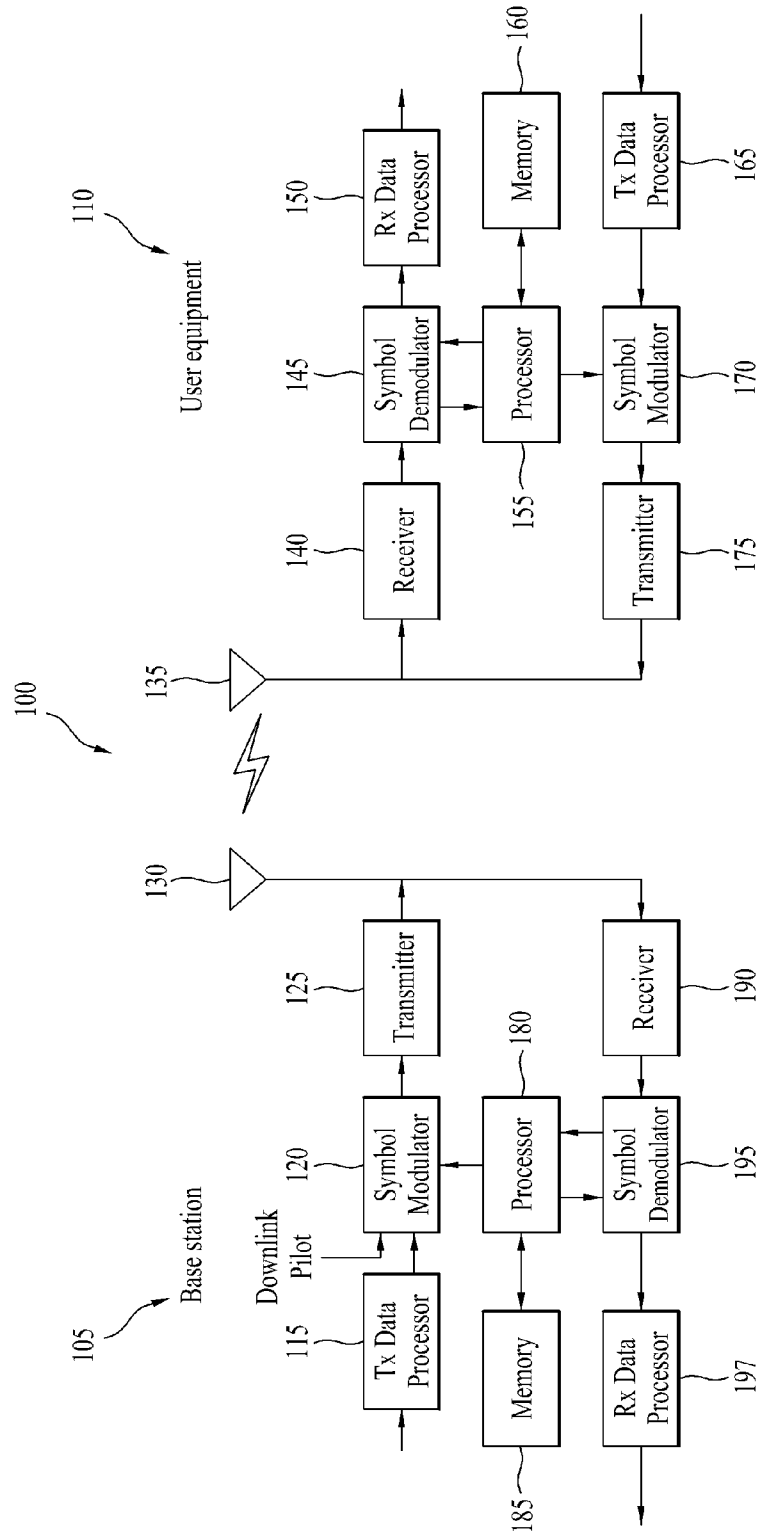 100
105
Base station
Downlink
Pilot
115
Tx Data
Processor
120
Symbol
Modulator
125
Transmitter
130
185
Memory
180
Processor
197
Rx Data
Processor
195
Symbol
Demodulator
190
Receiver
110
User equipment
135
140
Receiver
145
Symbol
Demodulator
150
Rx Data
Processor
155
Processor
160
Memory
175
Transmitter
170
Symbol
Modulator
165
Tx Data
Processor